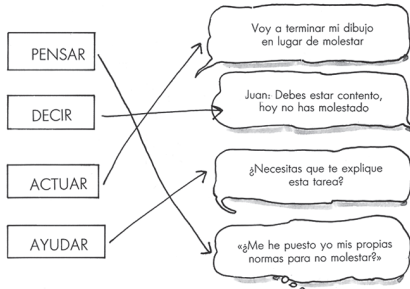 PENSAR
DECIR
ACTUAR
AYUDAR
Voy a terminar mi dibujo
en lugar de molestar
Juan: Debes estar contento,
hoy no has molestado
¿Necesitas que te explique
esta tarea?
«¿Me he puesto yo mis propias
normas para no molestar?»